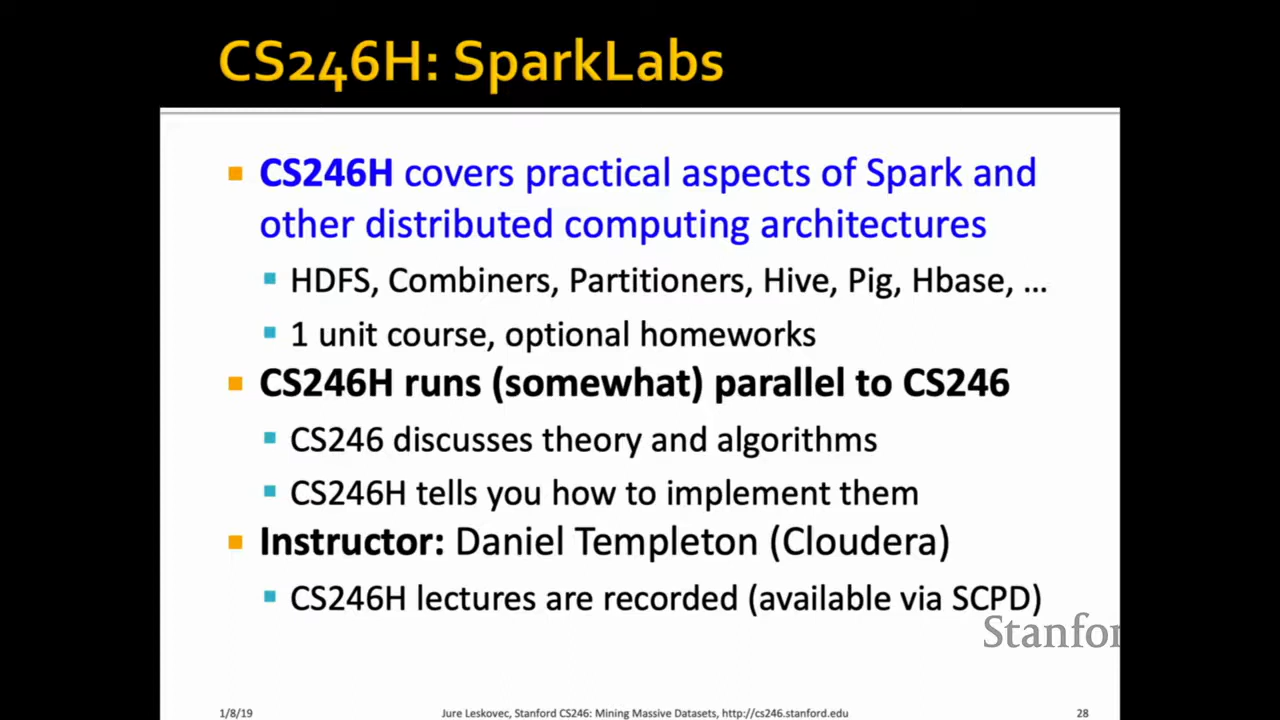 CS246H: SparkLabs
CS246H covers practical aspects of Spark and
other distributed computing architectures
HDFS, Combiners, Partitioners, Hive, Pig, Hbase, ...
1 unit course, optional homeworks
CS246H runs (somewhat) parallel to CS246
CS246 discusses theory and algorithms
CS246H tells you how to implement them
Instructor: Daniel Templeton (Cloudera)
CS246H lectures are recorded (available via SCPD)
Stanfor
1/8/19
Jure Leskovec, Stanford CS246: Mining Massive Datasets, http://cs246.stanford.edu
28